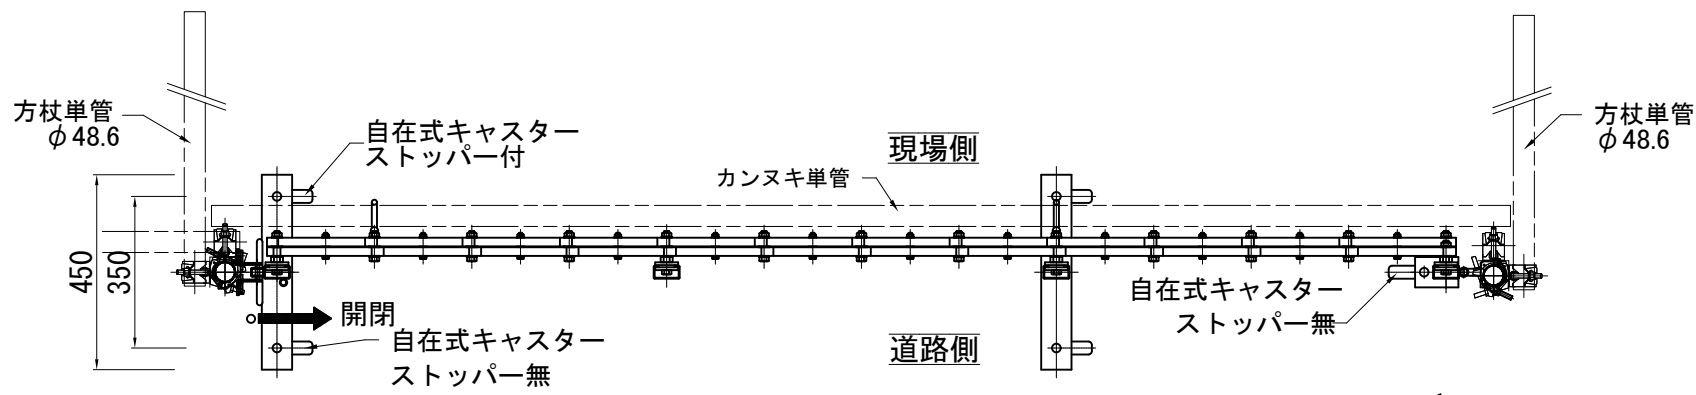 方杖単管
φ48.6
自在式キャスター
ストッパー付
現場側
カンヌキ単管
方杖単管
φ48.6
450
350
開閉
自在式キャスター
ストッパー無
道路側
自在式キャスター
ストッパー無